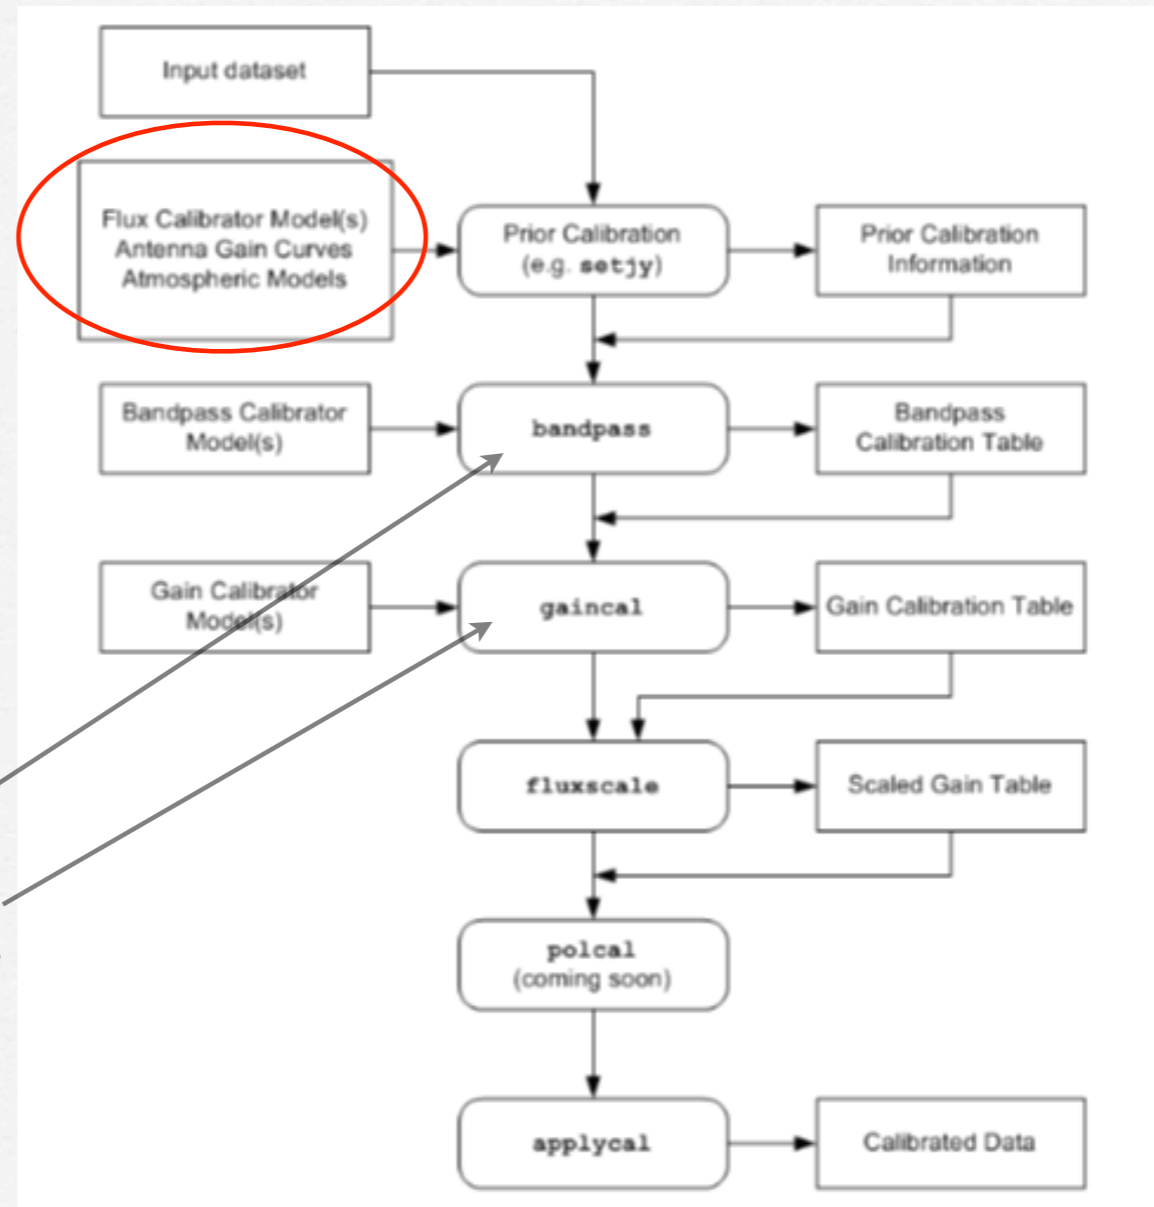 Input dataset
Flux Calibrator Model(s)
Antenna Gain Curves
Atmospheric Models
Prior Calibration
(e.g. setjy)
Prior Calibration
Information
Bandpass Calibrator
Model(s)
bandpass
Bandpass
Calibration Table
Gain Calibrator
Model(s)
gaincal
Gain Calibration Table
fluxscale
Scaled Gain Table
polcal
(coming soon)
applycal
Calibrated Data